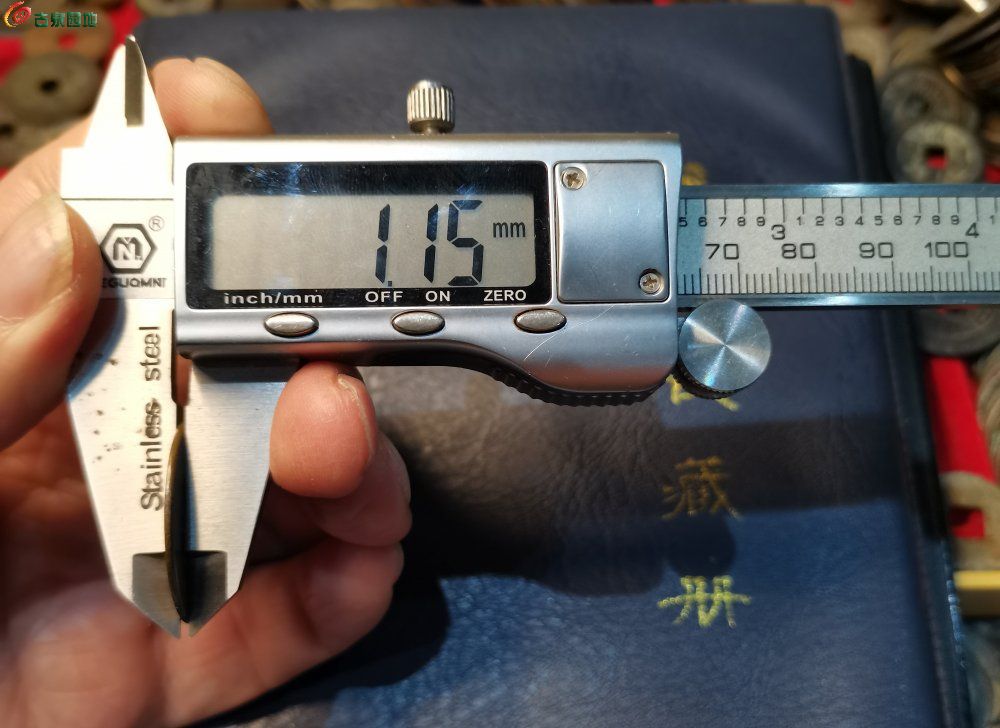 古泉园地
1.15 mm
inch/mm OFF ON ZERO
M ®
EGUQMNT
Stainless steel
5 6 7 8 9 3 1 2 3 4 5 6 7 8 9 4 1
70 80 90 100
藏
册